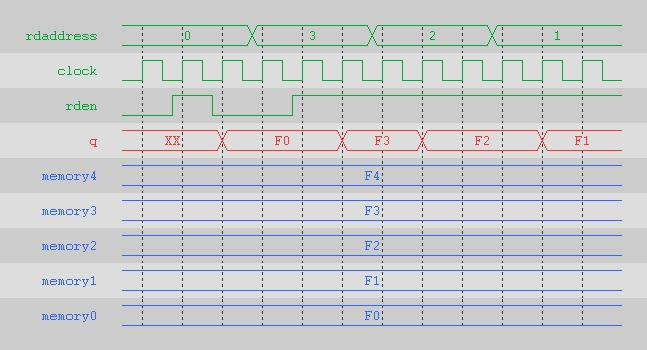 rdaddress 0 3 2 1
clock
rden
q XX F0 F3 F2 F1
memory4 F4
memory3 F3
memory2 F2
memory1 F1
memory0 F0